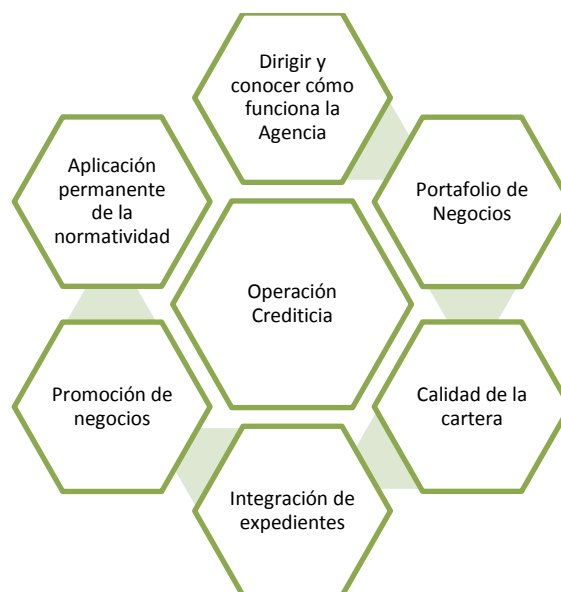 Dirigir y
conocer cómo
funciona la
Agencia
Portafolio de
Negocios
Calidad de la
cartera
Integración de
expedientes
Promoción de
negocios
Aplicación
permanente
de la
normatividad
Operación
Crediticia